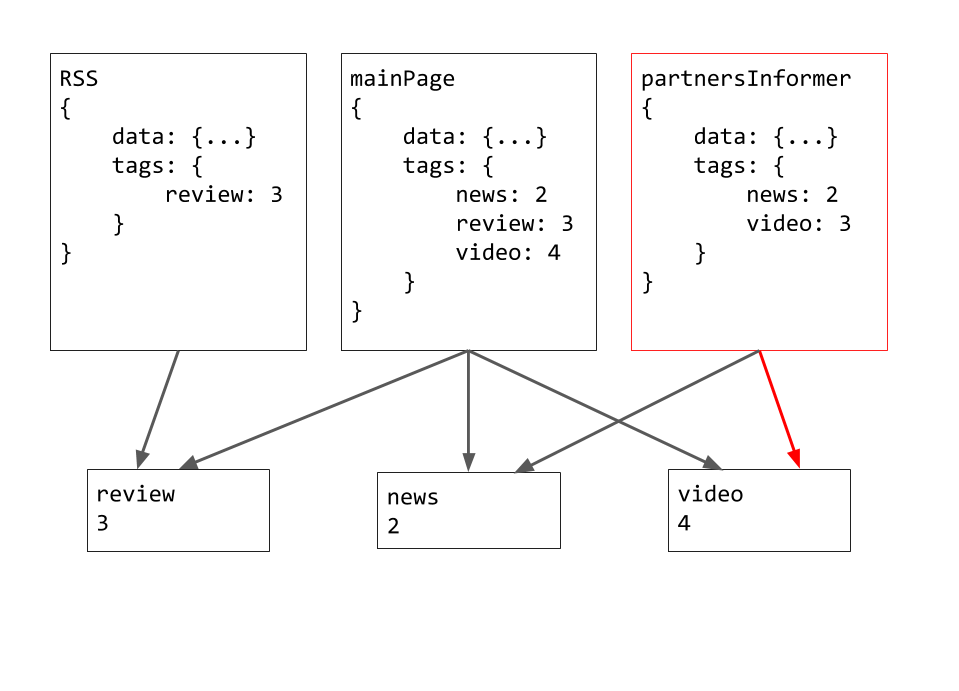 RSS
{
    data: {...}
    tags: {
        review: 3
    }
}
mainPage
{
    data: {...}
    tags: {
        news: 2
        review: 3
        video: 4
    }
}
partnersInformer
{
    data: {...}
    tags: {
        news: 2
        video: 3
    }
}
review
3
news
2
video
4